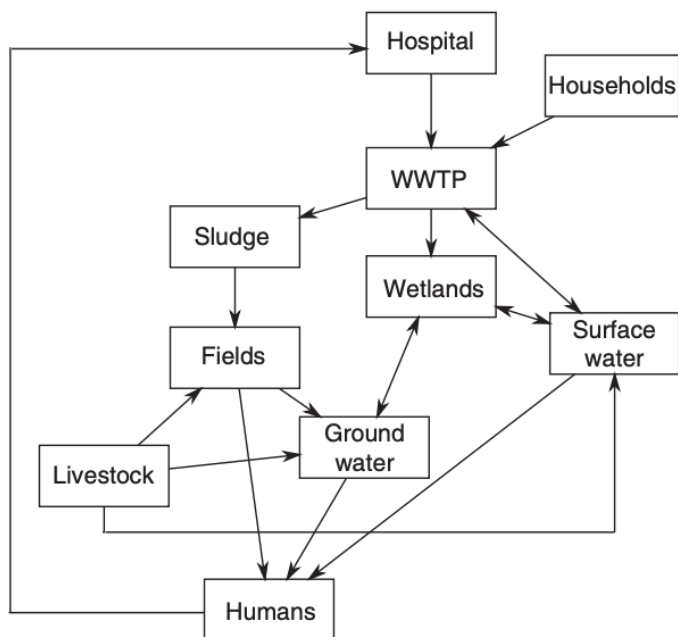 Hospital
Households
WWTP
Sludge
Wetlands
Surface
water
Fields
Ground
water
Livestock
Humans